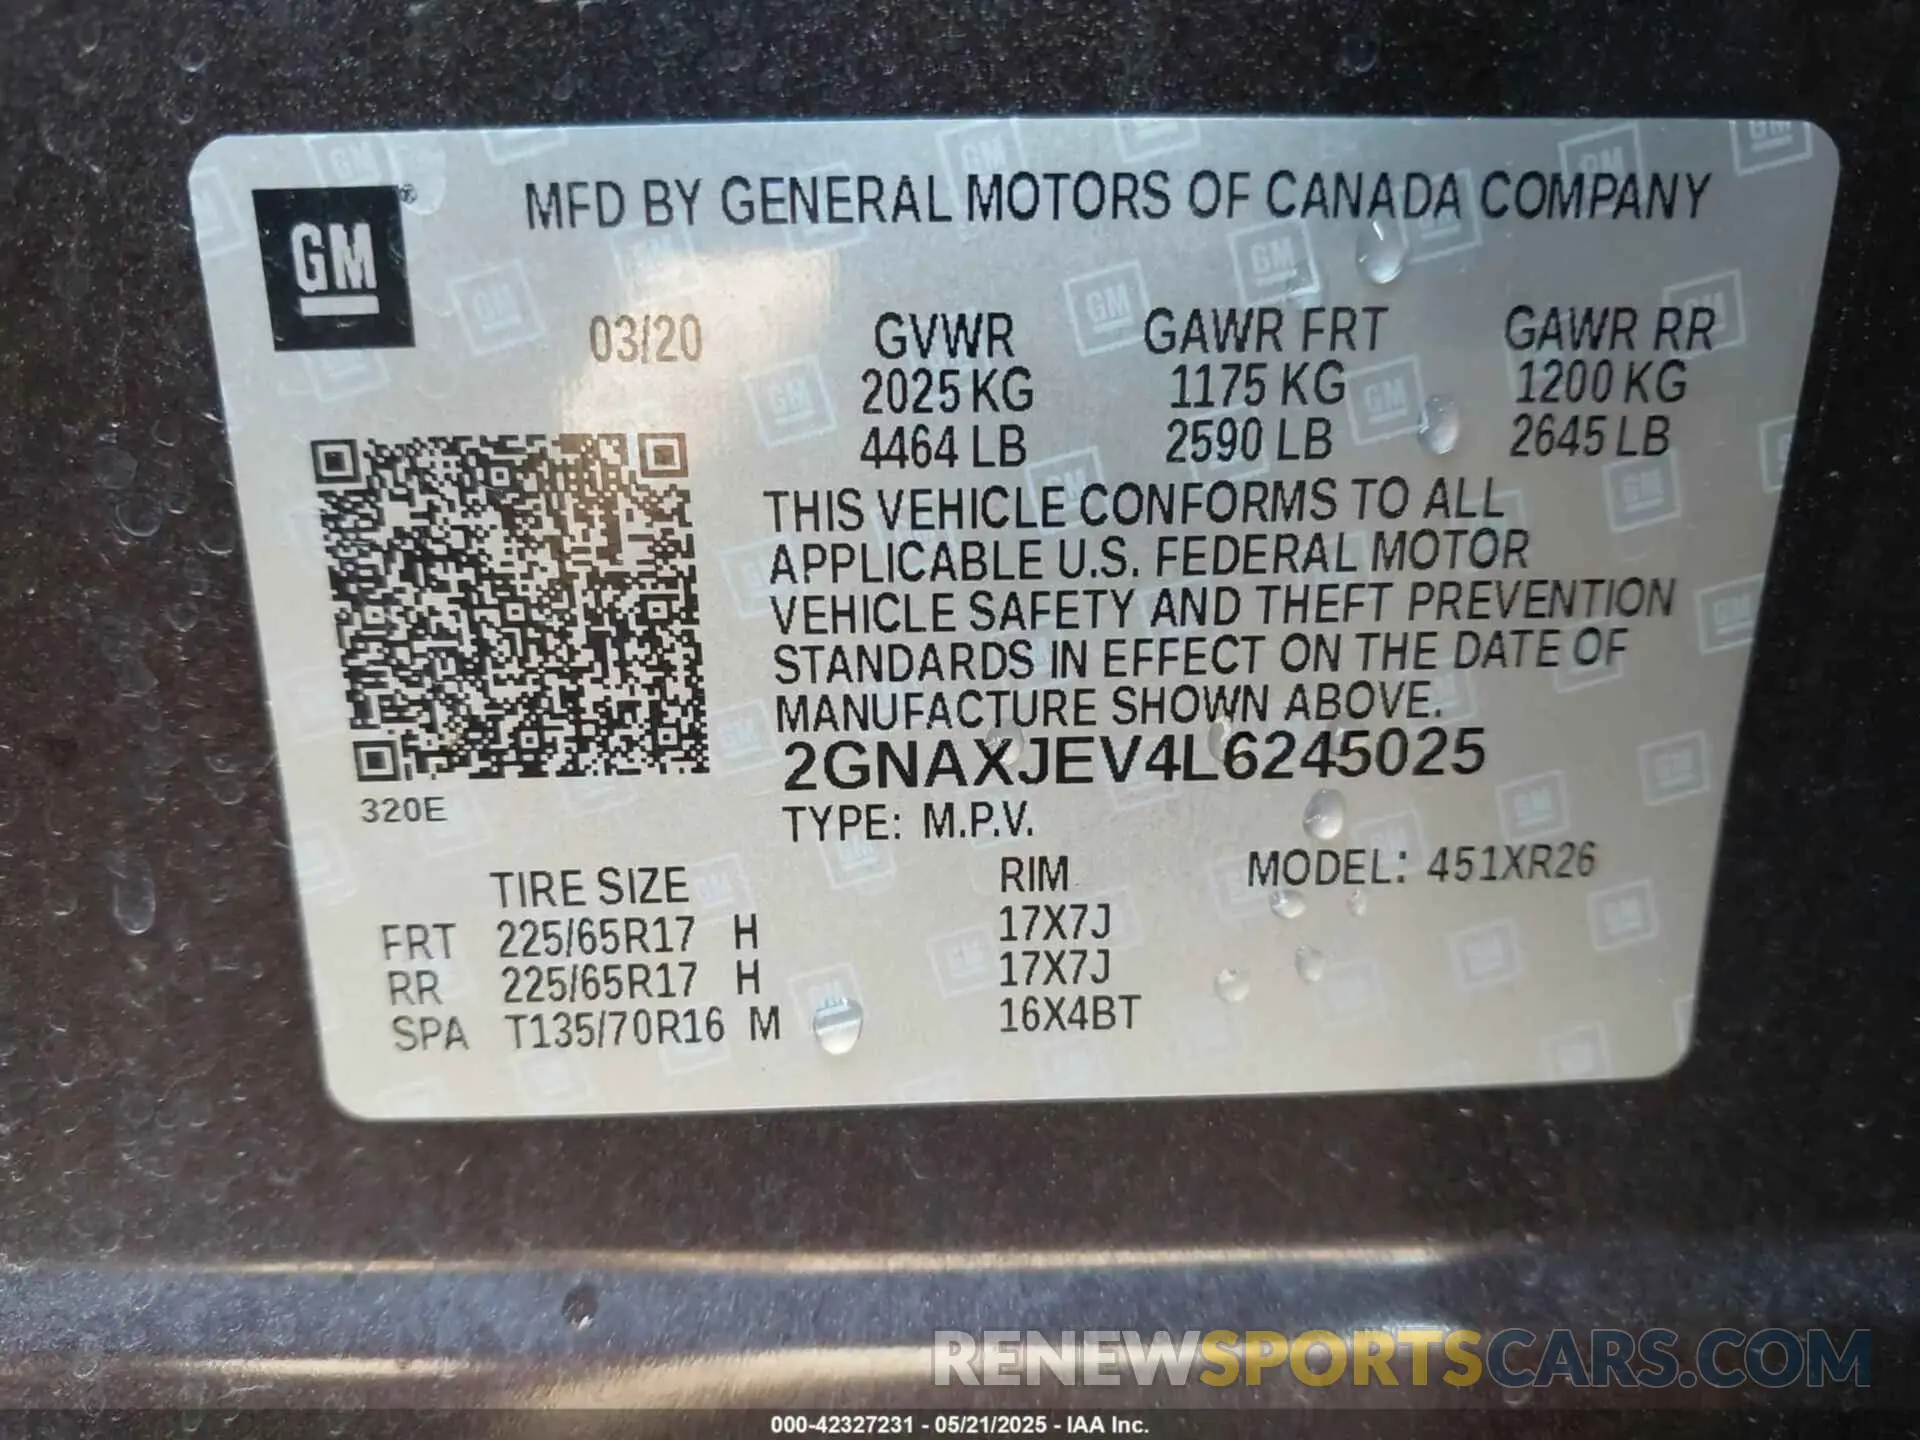 GM ®
MFD BY GENERAL MOTORS OF CANADA COMPANY
03/20 GVWR GAWR FRT GAWR RR
2025 KG 1175 KG 1200 KG
4464 LB 2590 LB 2645 LB
THIS VEHICLE CONFORMS TO ALL
APPLICABLE U.S. FEDERAL MOTOR
VEHICLE SAFETY AND THEFT PREVENTION
STANDARDS IN EFFECT ON THE DATE OF
MANUFACTURE SHOWN ABOVE.
2GNAXJEV4L6245025
320E
TYPE: M.P.V.
TIRE SIZE RIM MODEL: 451XR26
FRT 225/65R17 H 17X7J
RR 225/65R17 H 17X7J
SPA T135/70R16 M 16X4BT
RENEWSPORTSCARS.COM
000-42327231 - 05/21/2025 - IAA Inc.